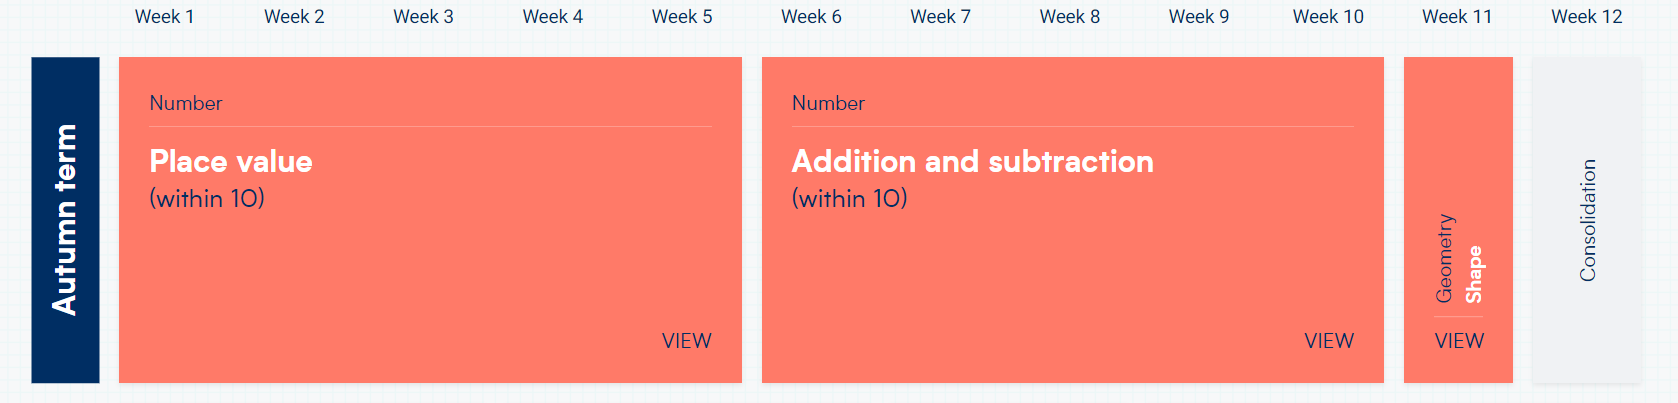 Week 1 Week 2 Week 3 Week 4 Week 5 Week 6 Week 7 Week 8 Week 9 Week 10 Week 11 Week 12
Autumn term
Number
Place value
(within 10)
VIEW
Number
Addition and subtraction
(within 10)
VIEW
Geometry
Shape
VIEW
Consolidation